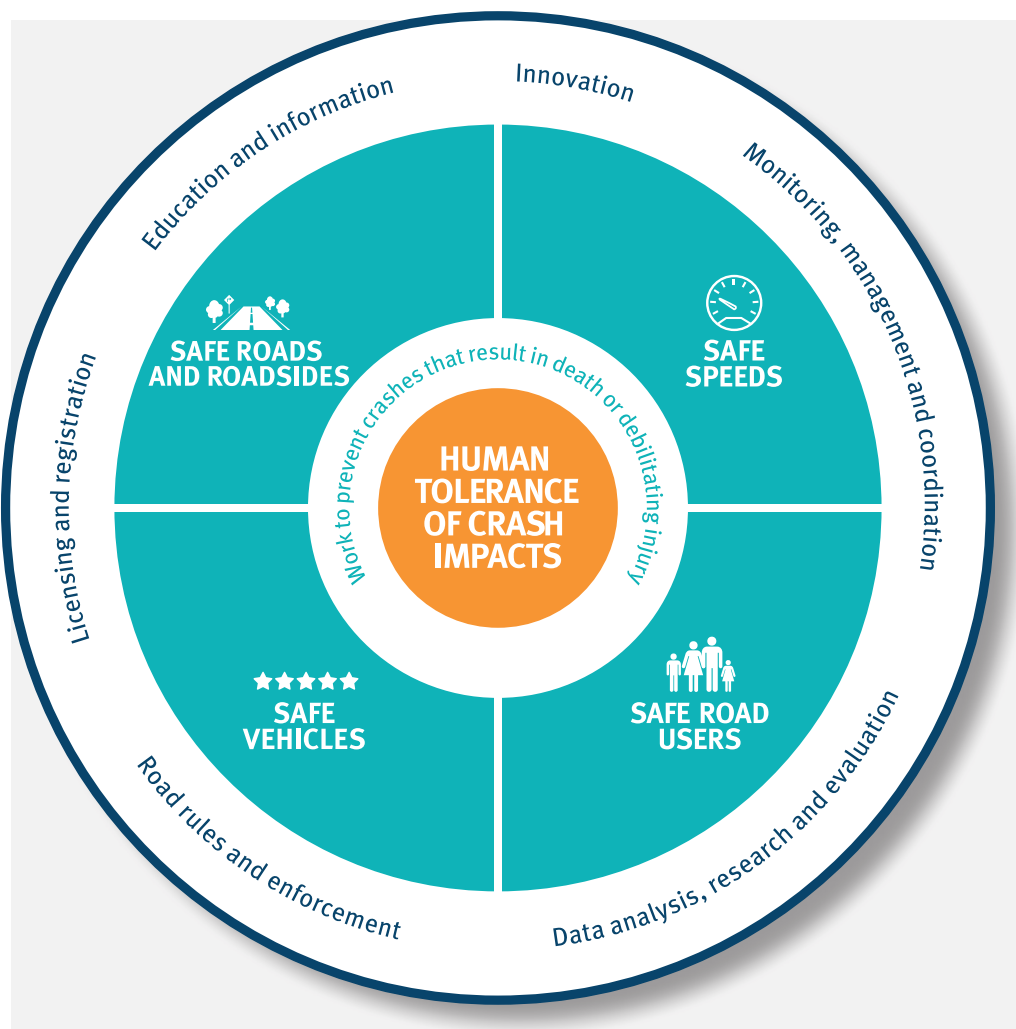 Innovation
Monitoring, management and coordination
Data analysis, research and evaluation
Road rules and enforcement
Licensing and registration
Education and information
SAFE ROADS
AND ROADSIDES
SAFE
SPEEDS
Work to prevent crashes that result in death or debilitating injury
HUMAN
TOLERANCE
OF CRASH
IMPACTS
SAFE
VEHICLES
SAFE ROAD
USERS